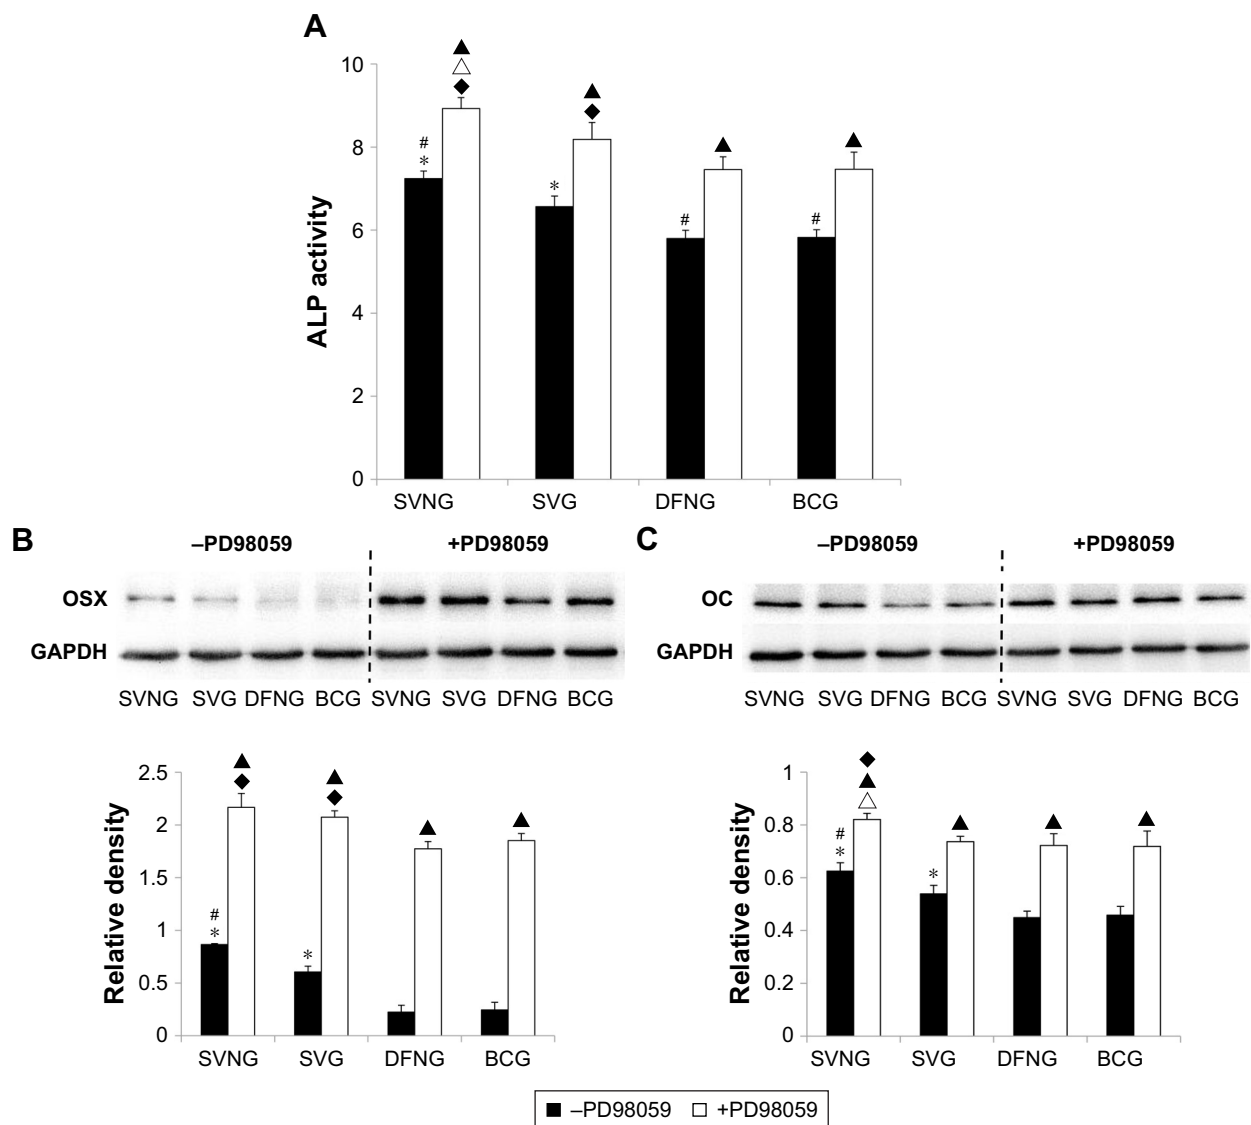 A
10
8
6
4
2
0
ALP activity
#
*
*
#
#
SVNG SVG DFNG BCG
B
–PD98059 +PD98059
OSX
GAPDH
SVNG SVG DFNG BCG SVNG SVG DFNG BCG
2.5
2
1.5
1
0.5
0
Relative density
#
*
*
SVNG SVG DFNG BCG
C
–PD98059 +PD98059
OC
GAPDH
SVNG SVG DFNG BCG SVNG SVG DFNG BCG
1
0.8
0.6
0.4
0.2
0
Relative density
#
*
*
SVNG SVG DFNG BCG
–PD98059 +PD98059